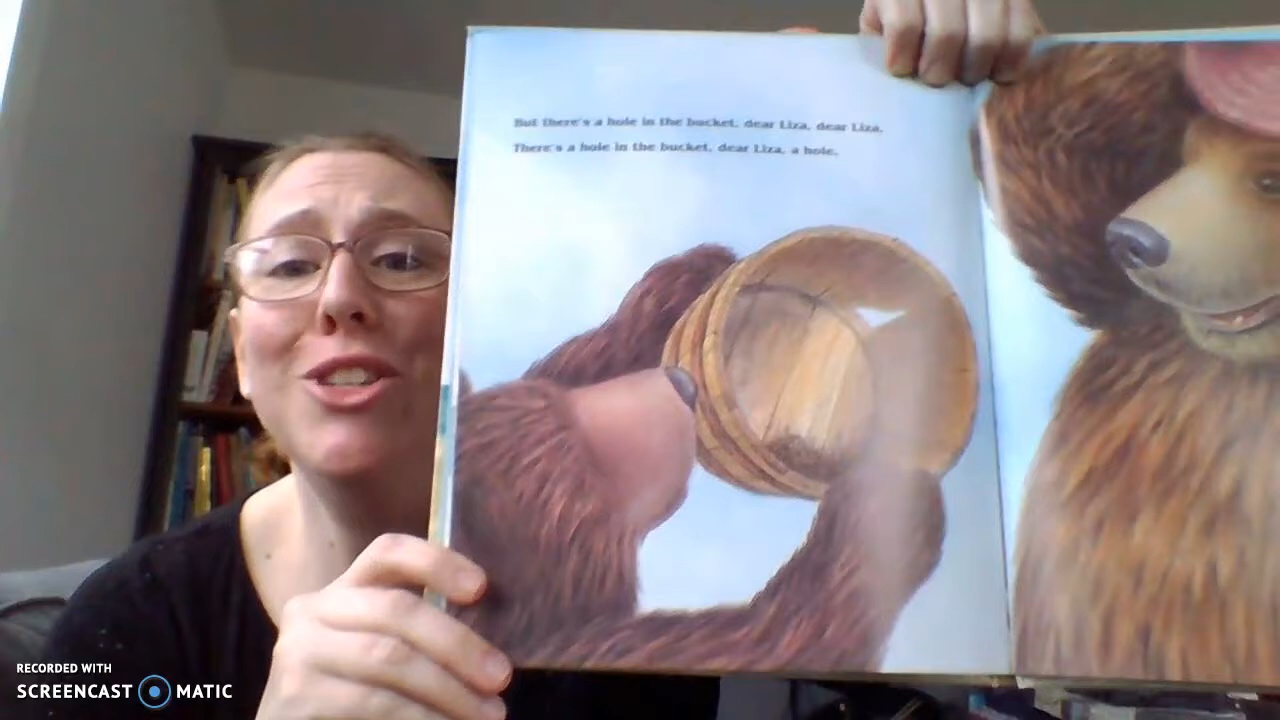 But there's a hole in the bucket, dear Liza, dear Liza,
There's a hole in the bucket, dear Liza, a hole.
RECORDED WITH
SCREENCAST MATIC